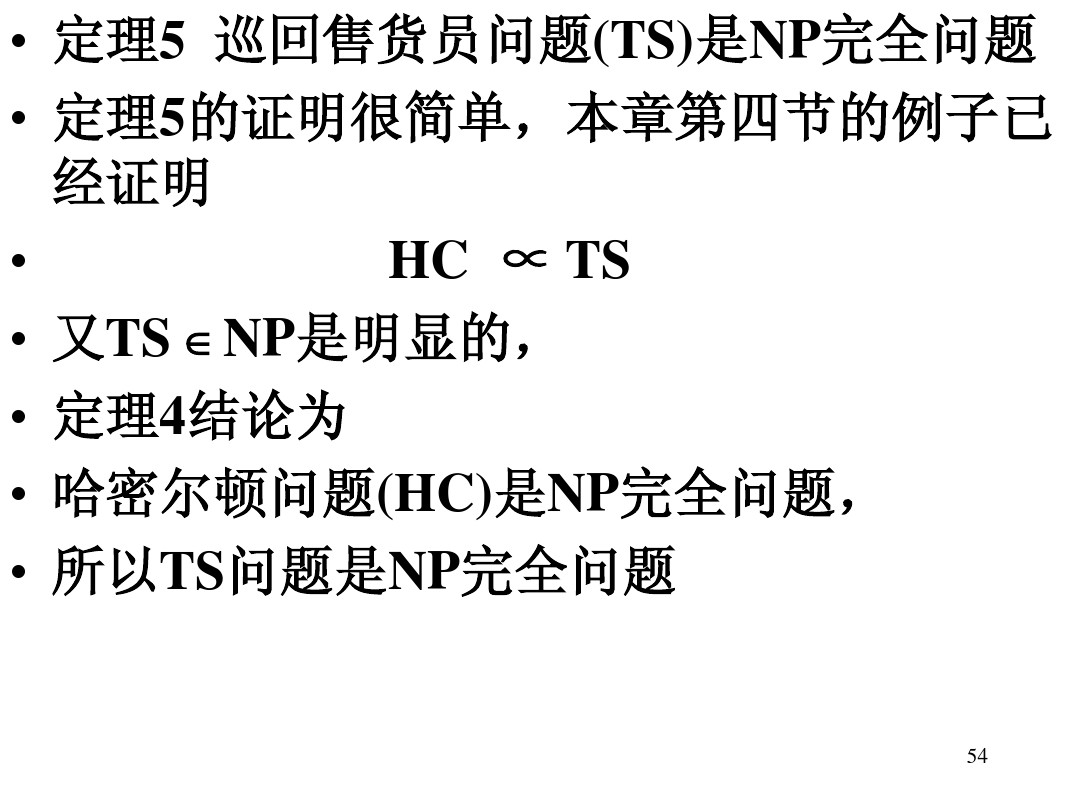 • 定理5 巡回售货员问题(TS)是NP完全问题
• 定理5的证明很简单，本章第四节的例子已
经证明
• HC ∝ TS
• 又TS∈NP是明显的，
• 定理4结论为
• 哈密尔顿问题(HC)是NP完全问题，
• 所以TS问题是NP完全问题
54